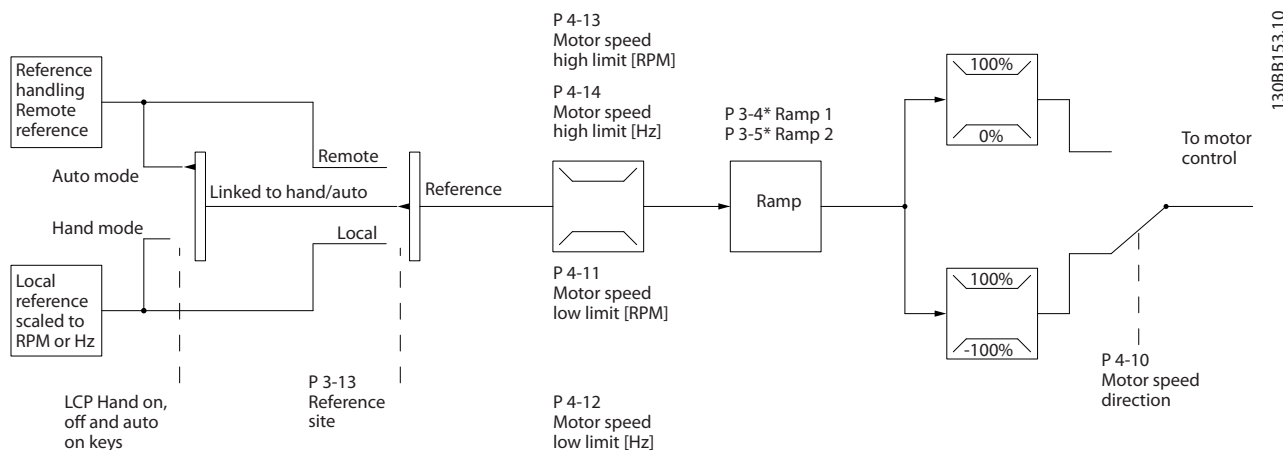 Reference
handling
Remote
reference
Auto mode
Hand mode
Local
reference
scaled to
RPM or Hz
LCP Hand on,
off and auto
on keys
Linked to hand/auto
Remote
Local
P 3-13
Reference
site
Reference
P 4-13
Motor speed
high limit [RPM]
P 4-14
Motor speed
high limit [Hz]
P 4-11
Motor speed
low limit [RPM]
P 4-12
Motor speed
low limit [Hz]
P 3-4* Ramp 1
P 3-5* Ramp 2
Ramp
100%
0%
100%
-100%
To motor
control
P 4-10
Motor speed
direction
130BB153.10